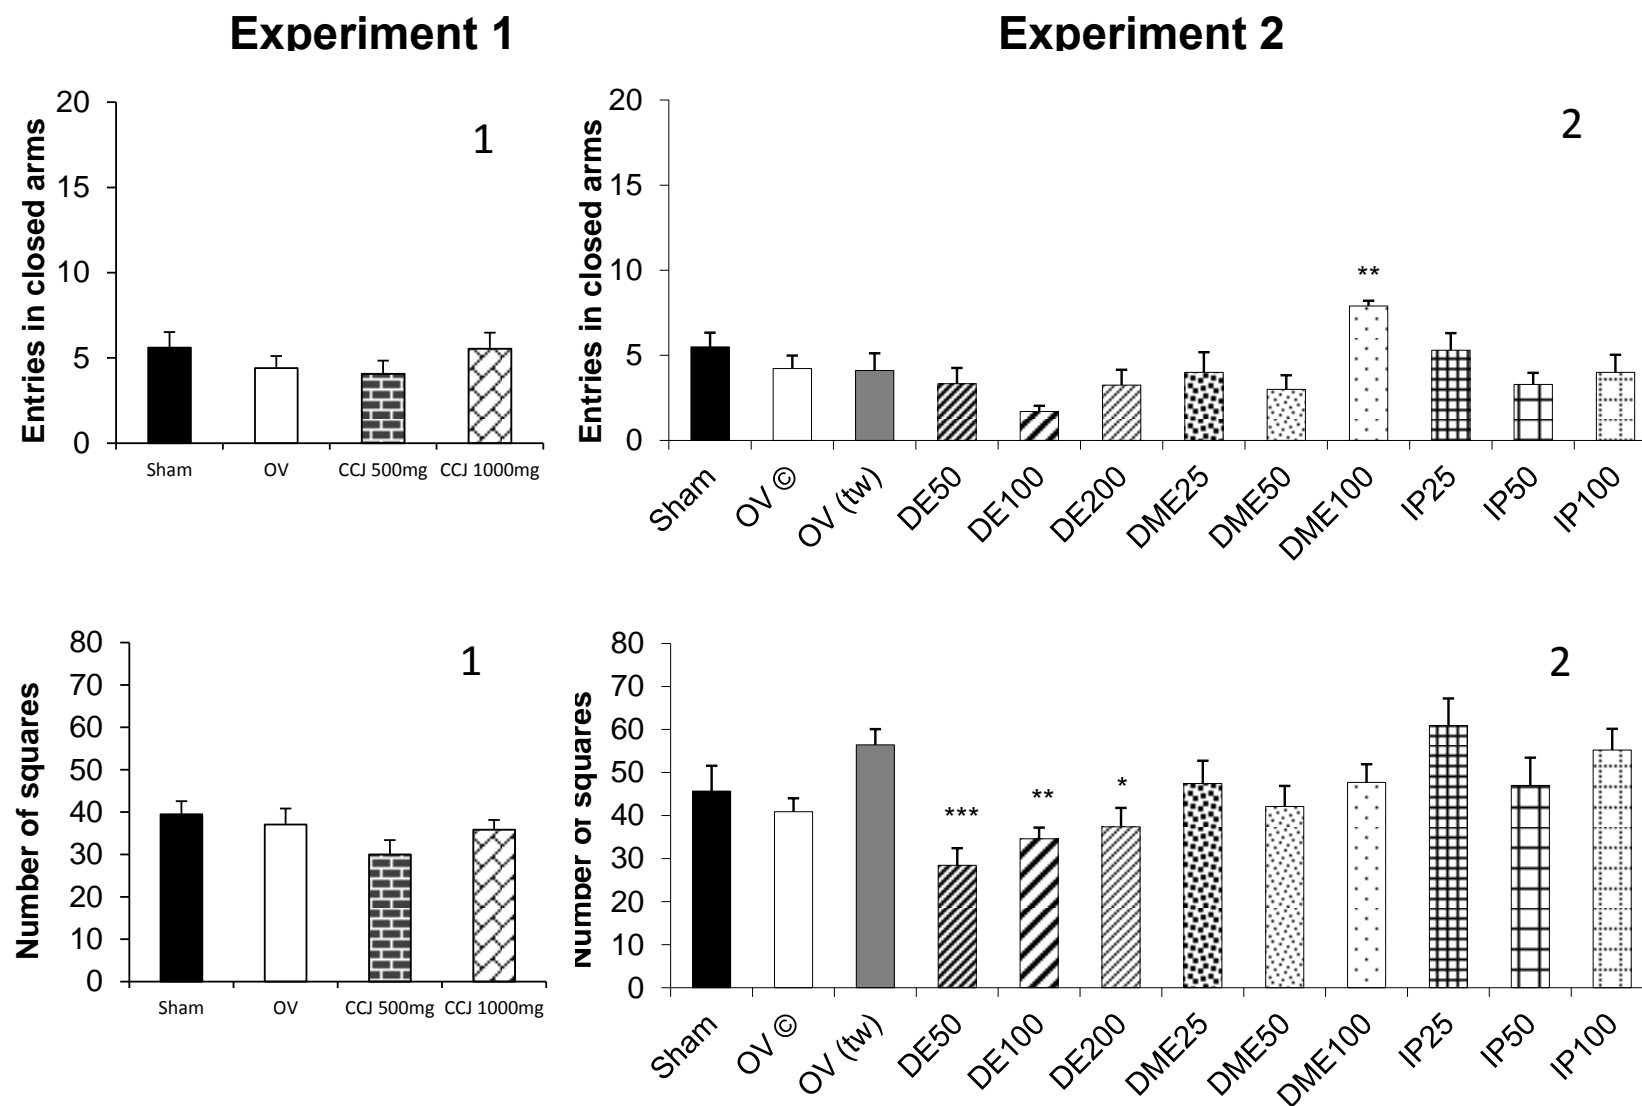 Experiment 1
Experiment 2
Entries in closed arms
20
15
10
5
0
1
Sham
OV
CCJ 500mg
CCJ 1000mg
Entries in closed arms
20
15
10
5
0
2
**
Sham
OV ©
OV (tw)
DE50
DE100
DE200
DME25
DME50
DME100
IP25
IP50
IP100
Number of squares
80
70
60
50
40
30
20
10
0
1
Sham
OV
CCJ 500mg
CCJ 1000mg
Number of squares
80
70
60
50
40
30
20
10
0
2
***
**
*
Sham
OV ©
OV (tw)
DE50
DE100
DE200
DME25
DME50
DME100
IP25
IP50
IP100